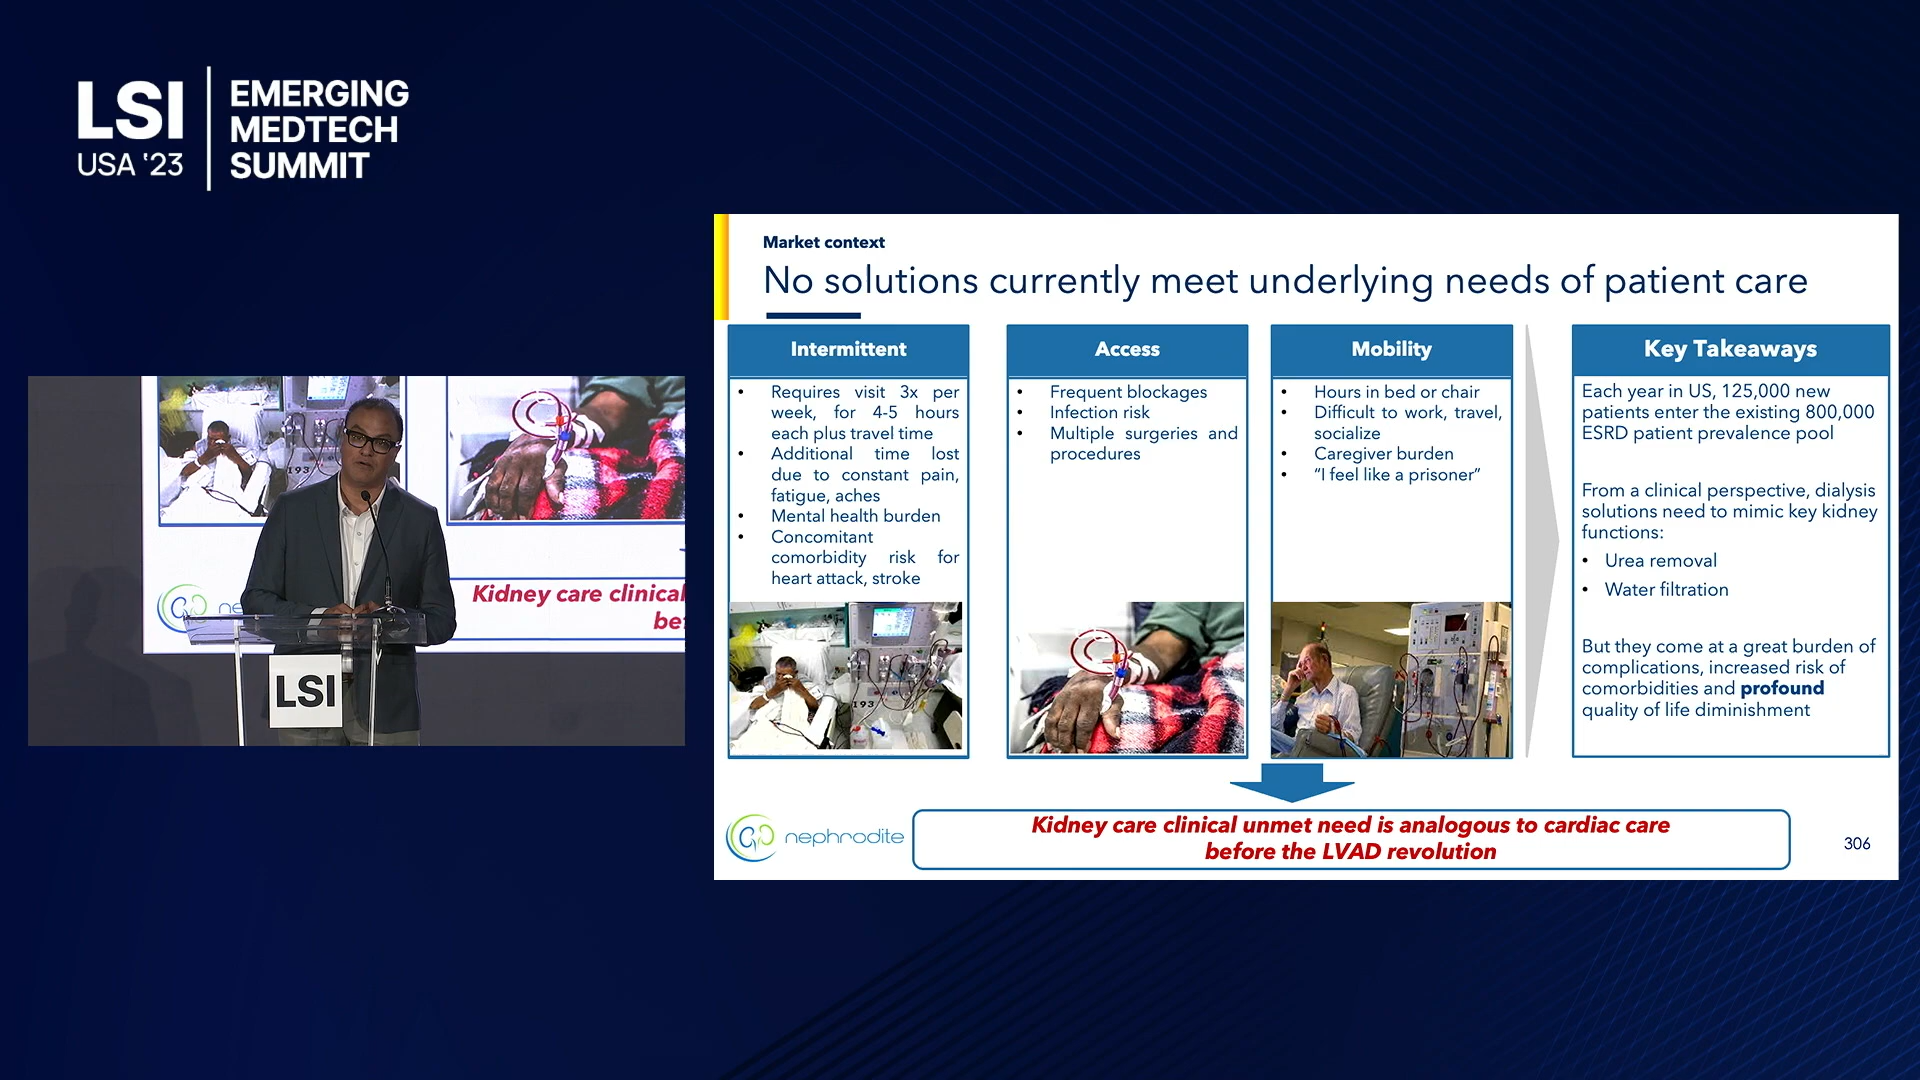 LSI
USA '23
EMERGING
MEDTECH
SUMMIT
Market context
No solutions currently meet underlying needs of patient care
Intermittent
• Requires visit 3x per
week, for 4-5 hours
each plus travel time
• Additional time lost
due to constant pain,
fatigue, aches
• Mental health burden
• Concomitant
comorbidity risk for
heart attack, stroke
193
Access
• Frequent blockages
• Infection risk
• Multiple surgeries and
procedures
Mobility
• Hours in bed or chair
• Difficult to work, travel,
socialize
• Caregiver burden
• “I feel like a prisoner”
Key Takeaways
Each year in US, 125,000 new
patients enter the existing 800,000
ESRD patient prevalence pool
From a clinical perspective, dialysis
solutions need to mimic key kidney
functions:
• Urea removal
• Water filtration
But they come at a great burden of
complications, increased risk of
comorbidities and profound
quality of life diminishment
nephrodite
Kidney care clinical unmet need is analogous to cardiac care
before the LVAD revolution
306
193
ne
Kidney care clinical
be
LSI